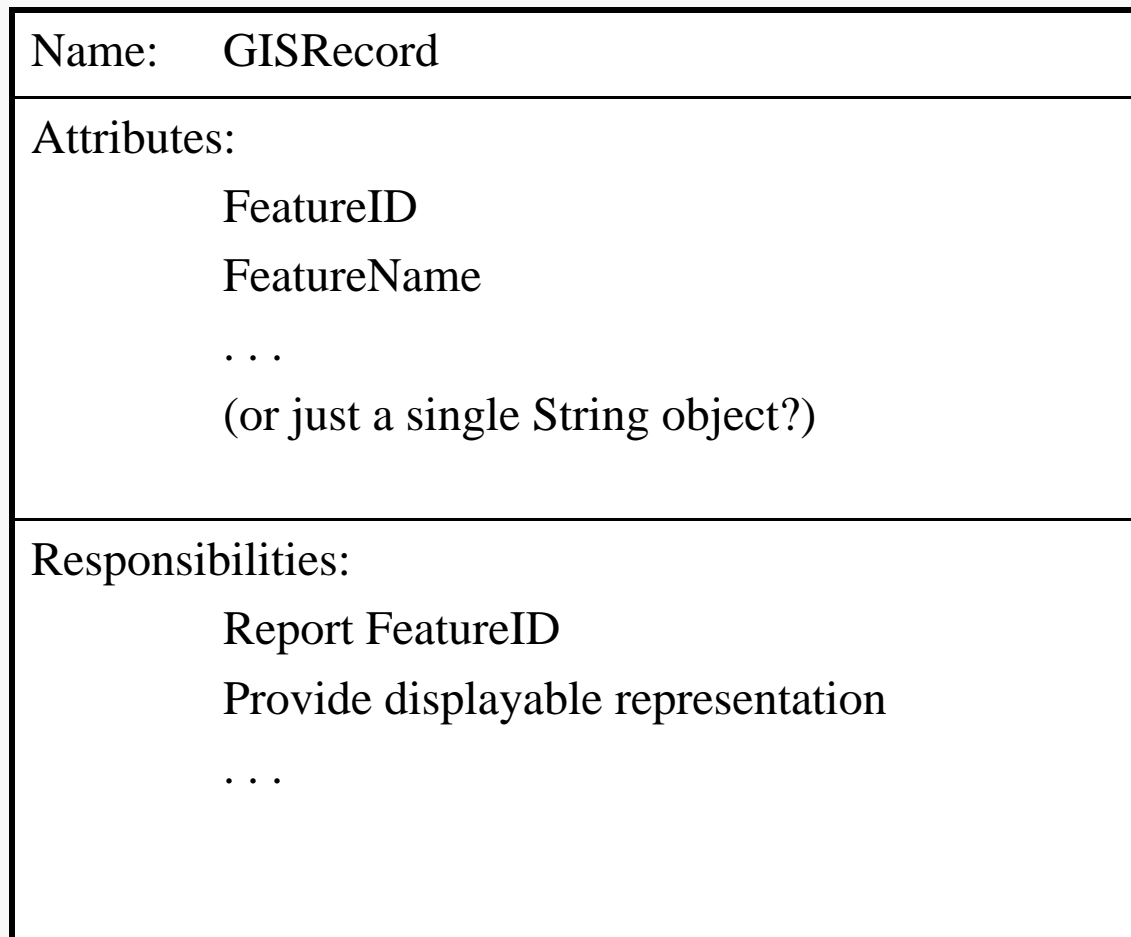 Name: GISRecord
Attributes:
FeatureID
FeatureName
. . .
(or just a single String object?)
Responsibilities:
Report FeatureID
Provide displayable representation
. . .